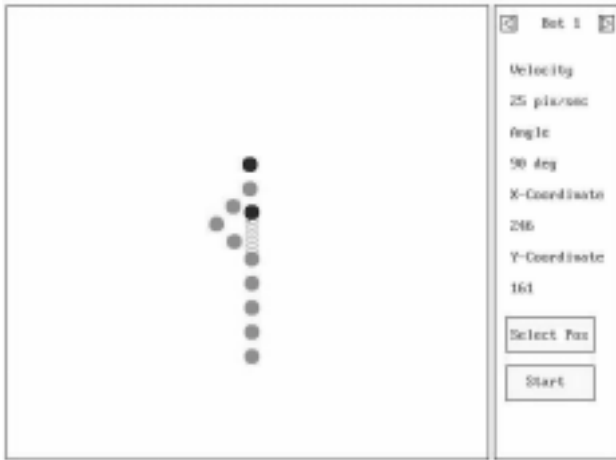 Bot 1
Velocity
25 pix/sec
Angle
90 deg
X-Coordinate
246
Y-Coordinate
161
Select Pos
Start